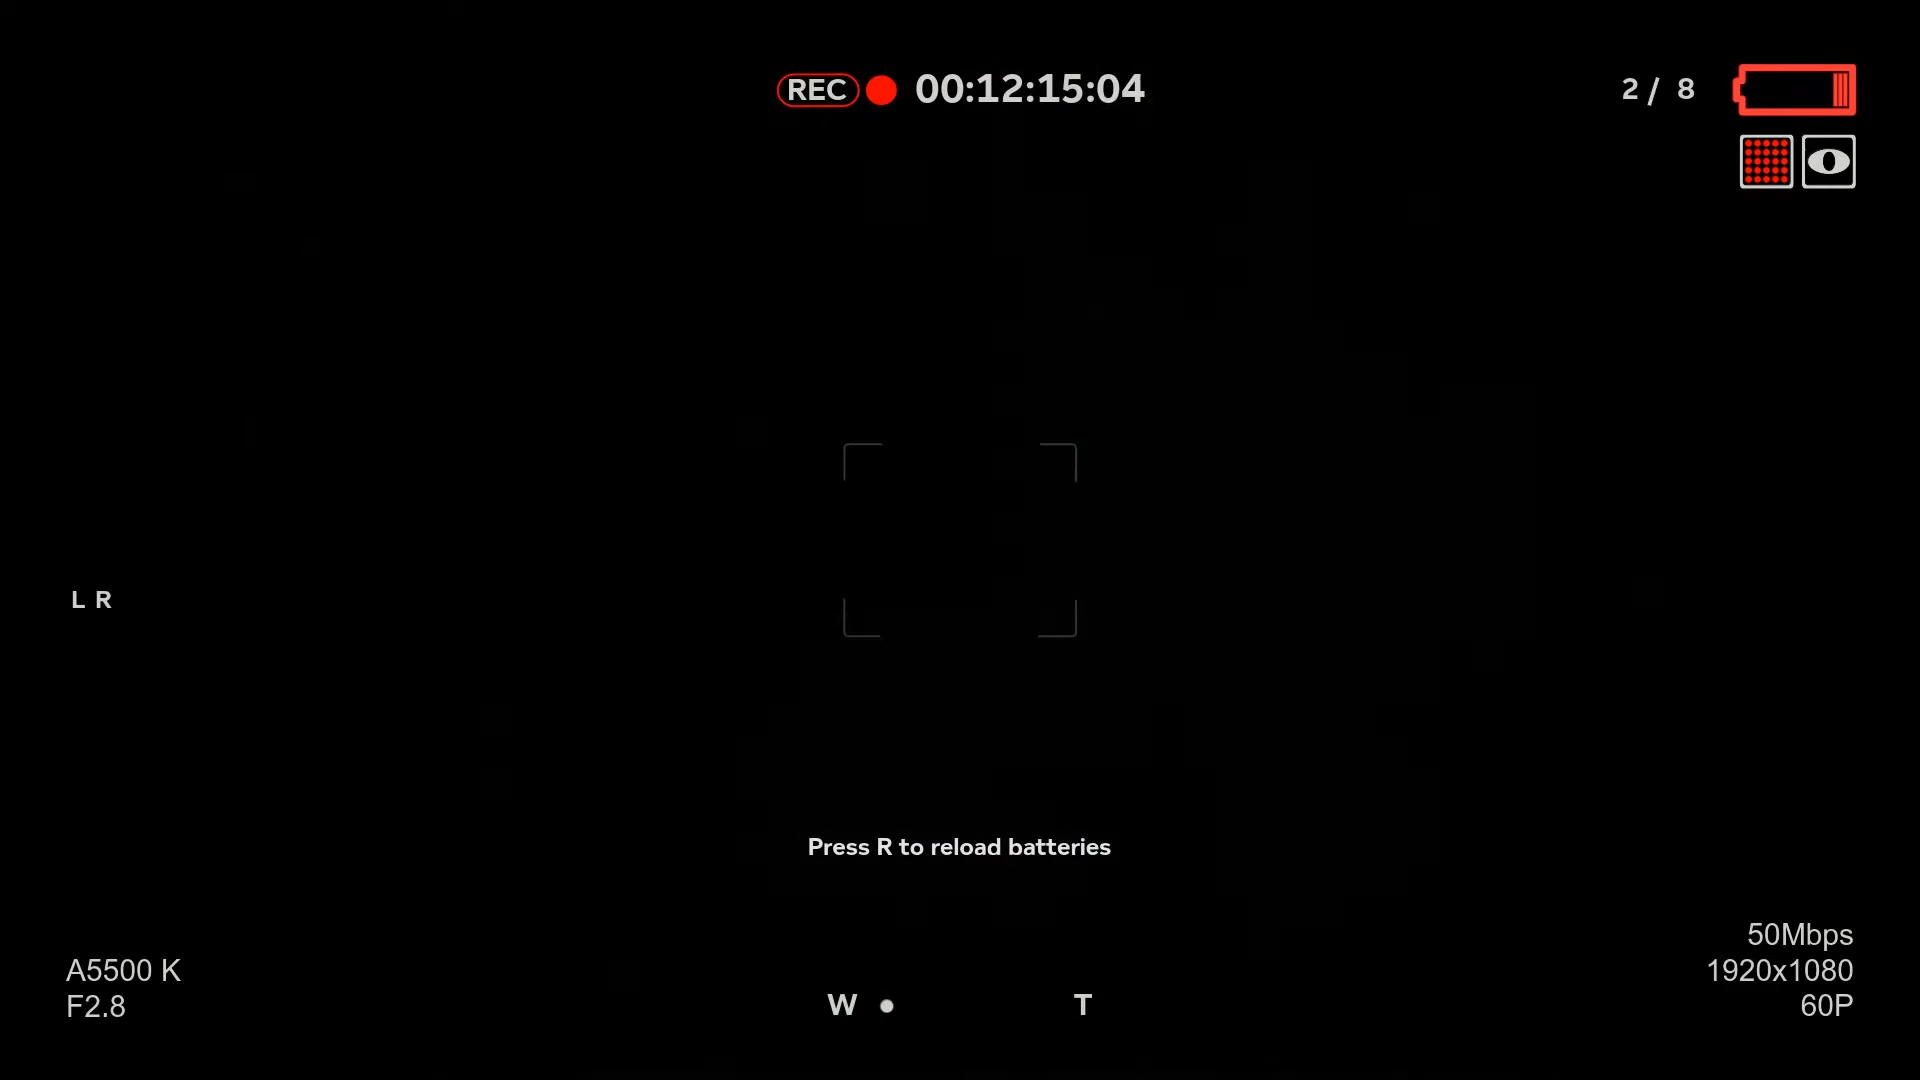 REC 00:12:15:04
2 / 8
L R
Press R to reload batteries
A5500 K
F2.8
W T
50Mbps
1920x1080
60P